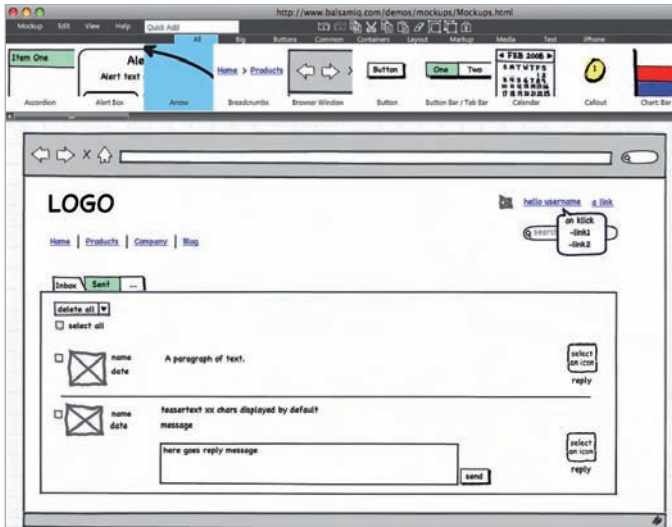 http://www.balsamiq.com/demos/mockups/Mockups.html
Mockup Edit View Help Quick Add
All Big Buttons Common Containers Layout Markup Media Text iPhone
Item One
Ale
Alert text
Home > Products
Button
One Two
FEB 2008
S M T W T F S
1
Accordion Alert Box Arrow Breadcrumbs Browser Window Button Button Bar / Tab Bar Calendar Callout Chart: Bar
LOGO
hello username a link
Home Products Company Blog
search
on klick
-link1
-link2
Inbox Sent ...
delete all
select all
name
date
A paragraph of text.
select
an icon
reply
name
date
teasertext xx chars displayed by default
message
here goes reply message
send
select
an icon
reply